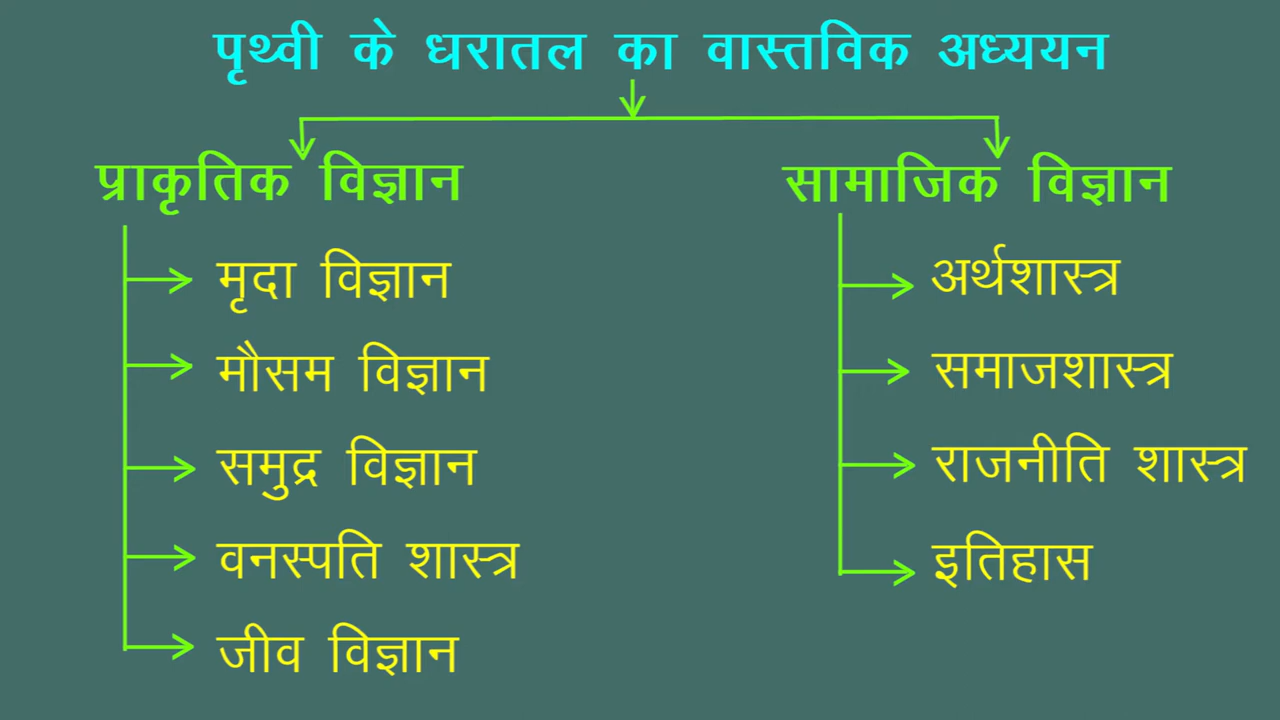 पृथ्वी के धरातल का वास्तविक अध्ययन
प्राकृतिक विज्ञान
मृदा विज्ञान
मौसम विज्ञान
समुद्र विज्ञान
वनस्पति शास्त्र
जीव विज्ञान
सामाजिक विज्ञान
अर्थशास्त्र
समाजशास्त्र
राजनीति शास्त्र
इतिहास